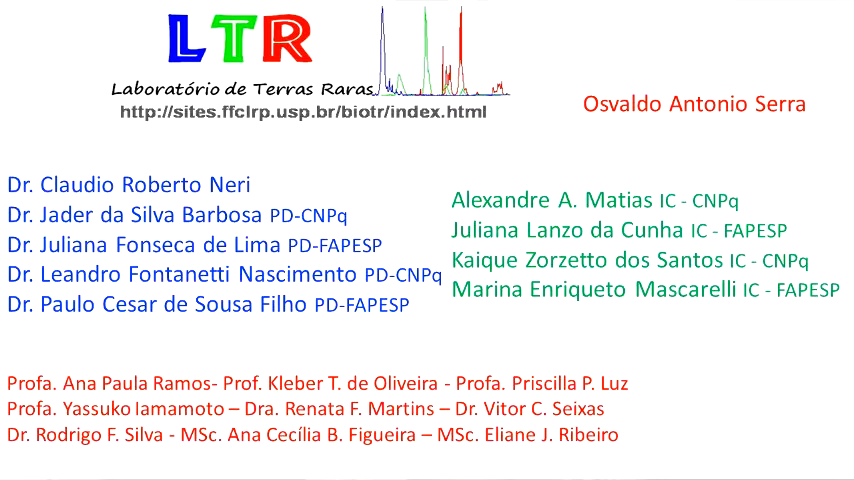 LTR
Laboratório de Terras Raras
http://sites.ffclrp.usp.br/biotr/index.html
Osvaldo Antonio Serra
Dr. Claudio Roberto Neri
Dr. Jader da Silva Barbosa PD-CNPq
Dr. Juliana Fonseca de Lima PD-FAPESP
Dr. Leandro Fontanetti Nascimento PD-CNPq
Dr. Paulo Cesar de Sousa Filho PD-FAPESP
Alexandre A. Matias IC - CNPq
Juliana Lanzo da Cunha IC - FAPESP
Kaique Zorzetto dos Santos IC - CNPq
Marina Enriqueto Mascarelli IC - FAPESP
Profa. Ana Paula Ramos- Prof. Kleber T. de Oliveira - Profa. Priscilla P. Luz
Profa. Yassuko Iamamoto – Dra. Renata F. Martins – Dr. Vitor C. Seixas
Dr. Rodrigo F. Silva - MSc. Ana Cecília B. Figueira – MSc. Eliane J. Ribeiro